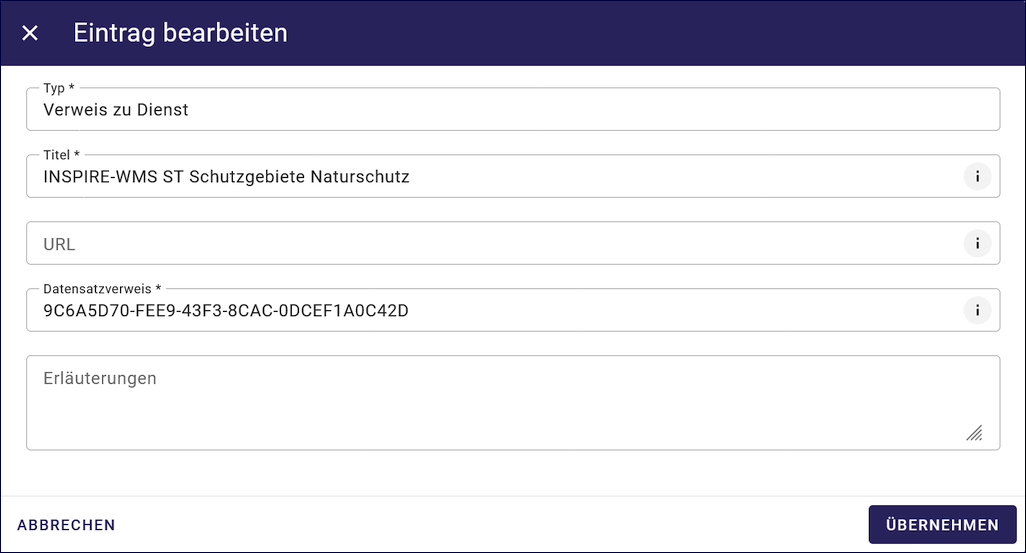 Eintrag bearbeiten
Typ *
Verweis zu Dienst
Titel *
INSPIRE-WMS ST Schutzgebiete Naturschutz
i
URL
i
Datensatzverweis *
9C6A5D70-FEE9-43F3-8CAC-0DCEF1A0C42D
i
Erläuterungen
ABBRECHEN
ÜBERNEHMEN